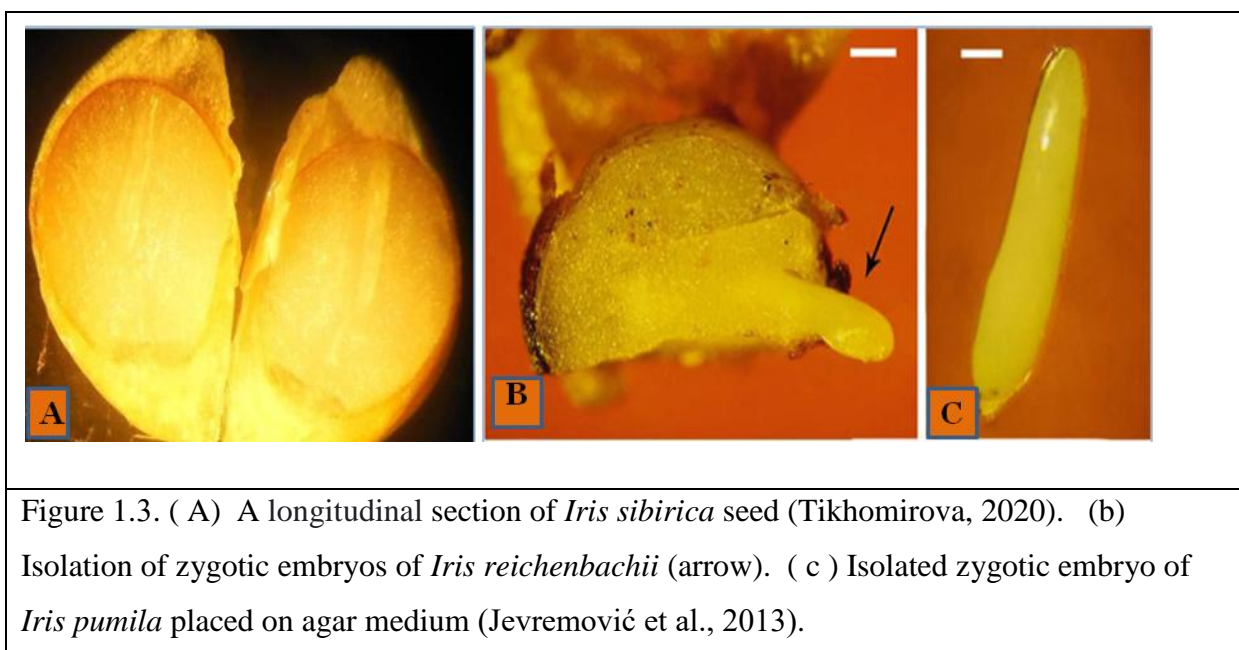 A
B
C
Figure 1.3. ( A)  A longitudinal section of Iris sibirica seed (Tikhomirova, 2020).   (b)
Isolation of zygotic embryos of Iris reichenbachii (arrow).  ( c ) Isolated zygotic embryo of
Iris pumila placed on agar medium (Jevremović et al., 2013).